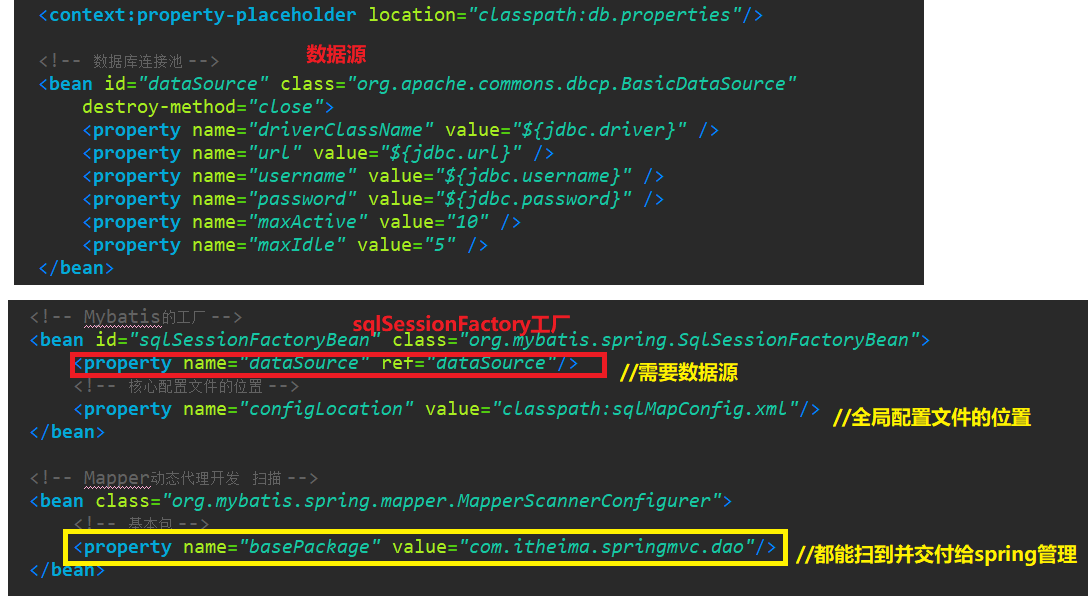 <context:property-placeholder location="classpath:db.properties"/>
<!-- 数据库连接池 -->
数据源
<bean id="dataSource" class="org.apache.commons.dbcp.BasicDataSource"
destroy-method="close">
<property name="driverClassName" value="${jdbc.driver}" />
<property name="url" value="${jdbc.url}" />
<property name="username" value="${jdbc.username}" />
<property name="password" value="${jdbc.password}" />
<property name="maxActive" value="10" />
<property name="maxIdle" value="5" />
</bean>
<!-- Mybatis的工厂 -->
sqlSessionFactory工厂
<bean id="sqlSessionFactoryBean" class="org.mybatis.spring.SqlSessionFactoryBean">
<property name="dataSource" ref="dataSource"/> //需要数据源
<!-- 核心配置文件的位置 -->
<property name="configLocation" value="classpath:sqlMapConfig.xml"/> //全局配置文件的位置
</bean>
<!-- Mapper动态代理开发 扫描 -->
<bean class="org.mybatis.spring.mapper.MapperScannerConfigurer">
<!-- 基本包 -->
<property name="basePackage" value="com.itheima.springmvc.dao"/> //都能扫到并交付给spring管理
</bean>